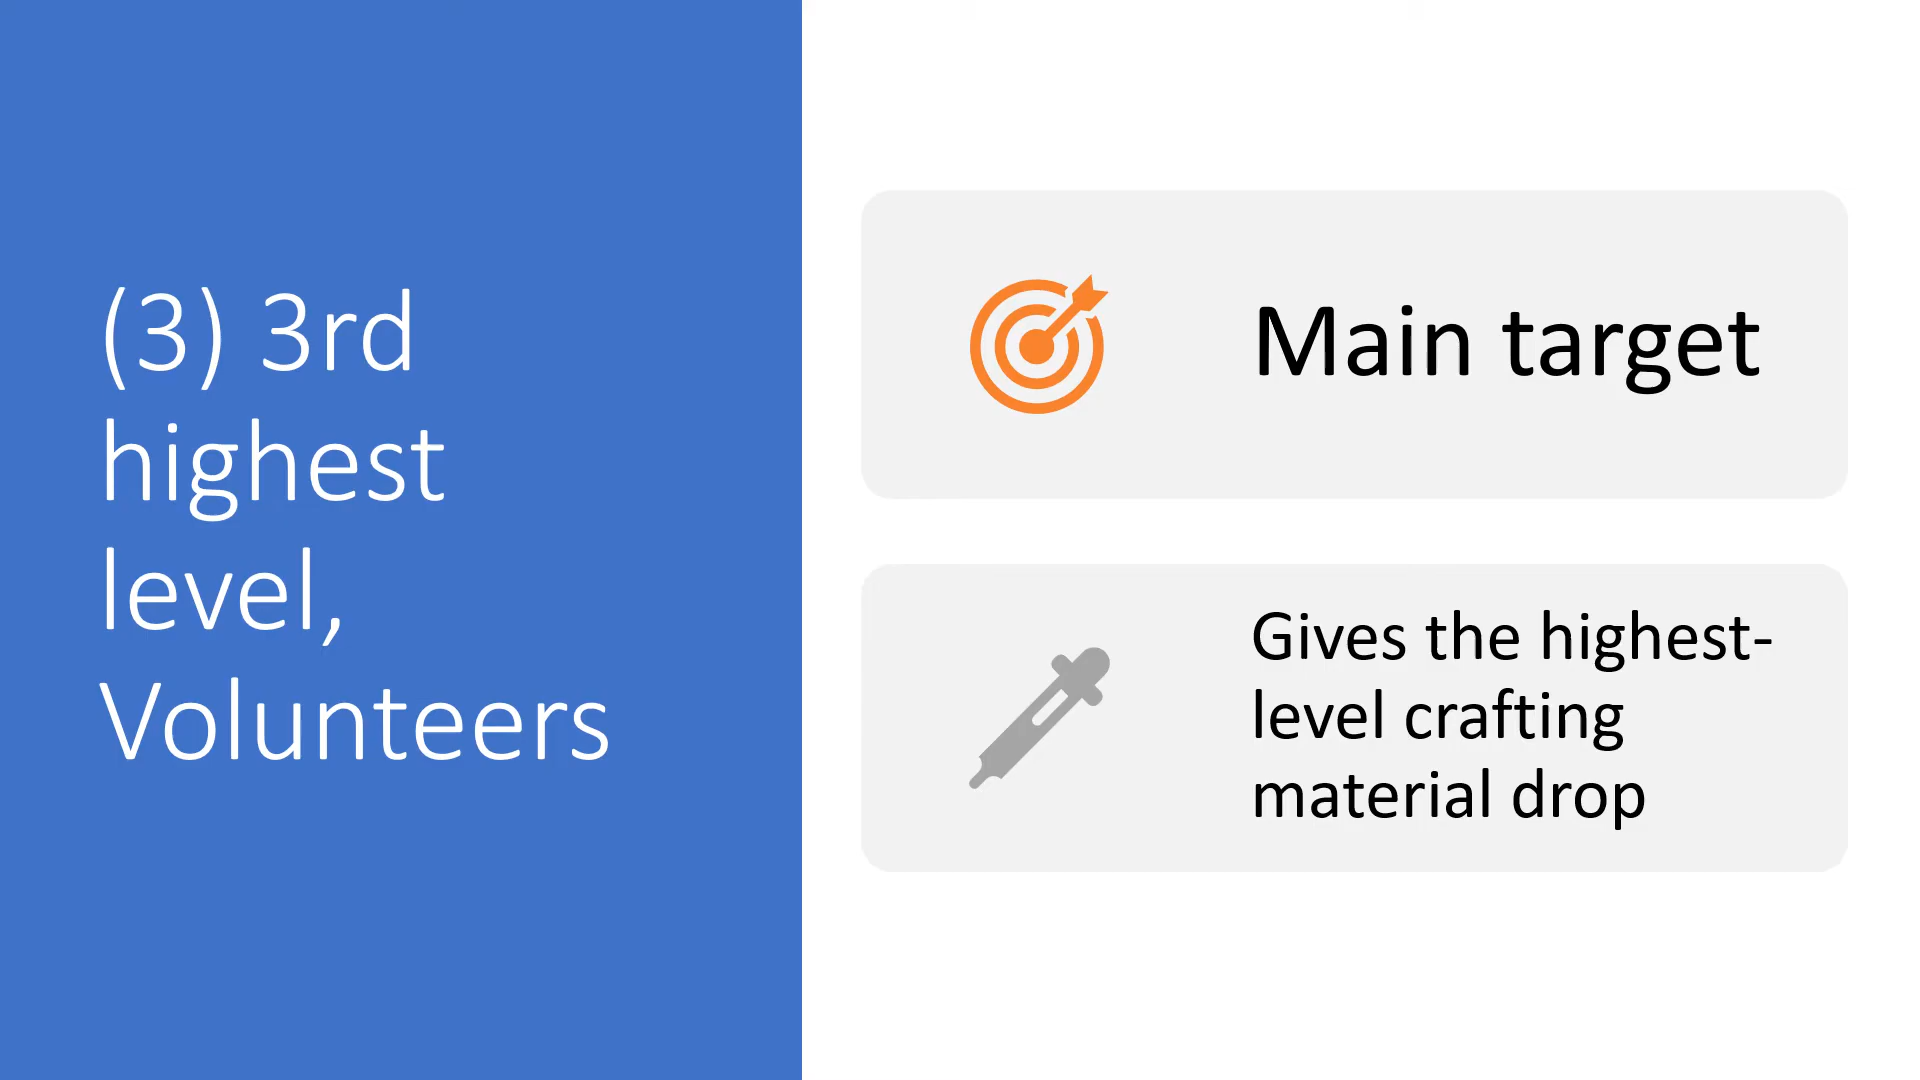 (3) 3rd
highest
level,
Volunteers
Main target
Gives the highest-
level crafting
material drop